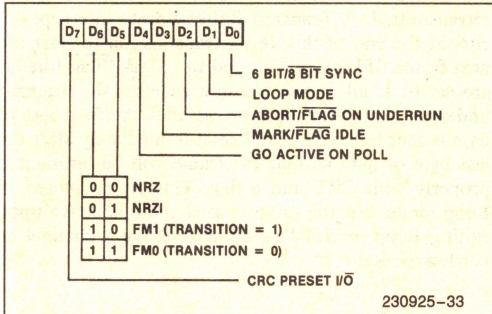 D7 D6 D5 D4 D3 D2 D1 D0
6 BIT/8 BIT SYNC
LOOP MODE
ABORT/FLAG ON UNDERRUN
MARK/FLAG IDLE
GO ACTIVE ON POLL
0 0 NRZ
0 1 NRZI
1 0 FM1 (TRANSITION = 1)
1 1 FM0 (TRANSITION = 0)
CRC PRESET I/O
230925-33